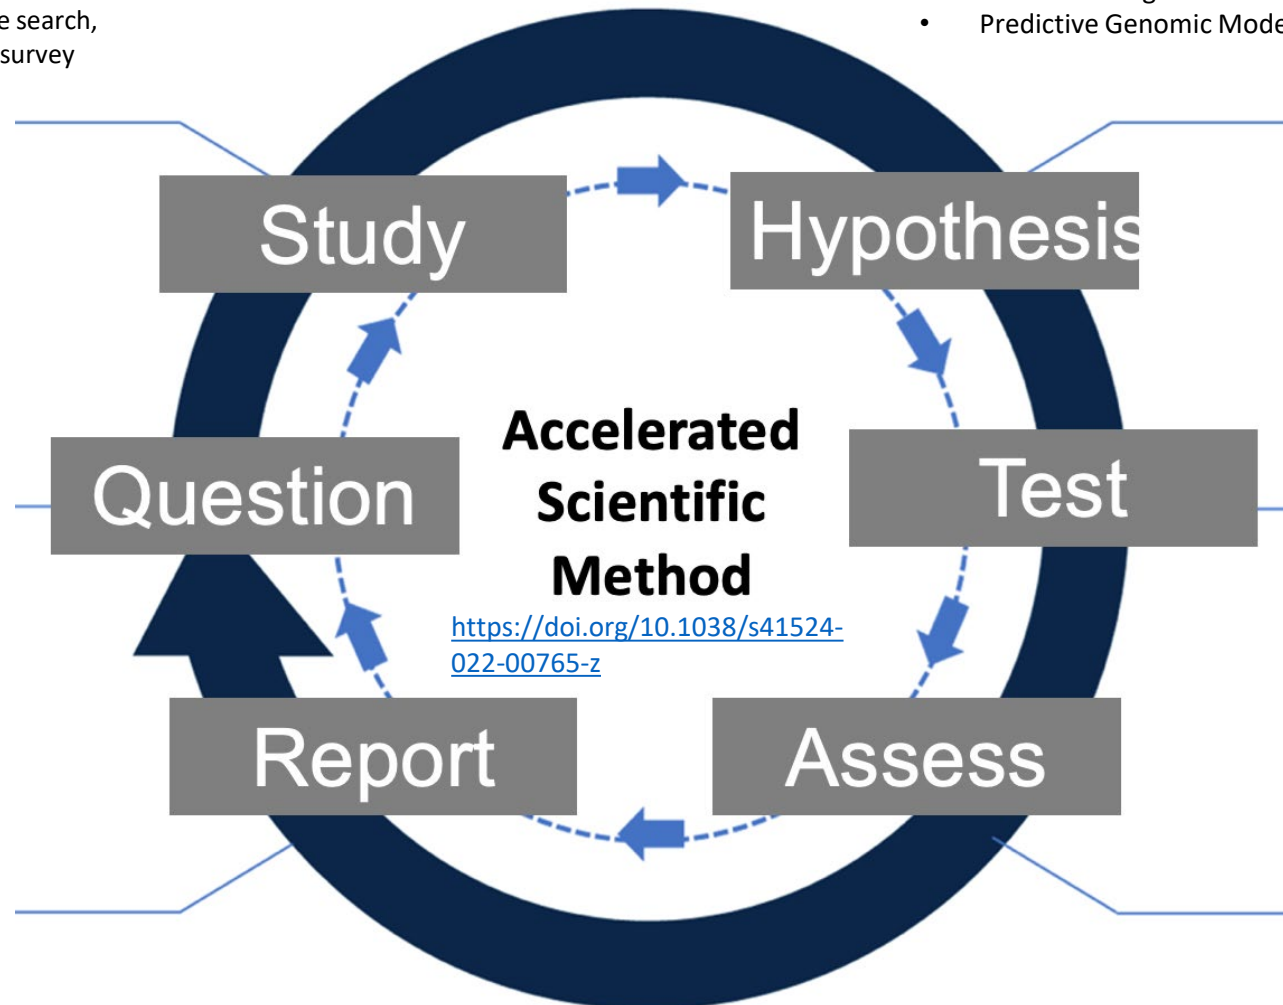 e search,
survey
• Predictive Genomic Mode
Study
Hypothesis
Question
Accelerated
Scientific
Method
https://doi.org/10.1038/s41524-
022-00765-z
Test
Report
Assess